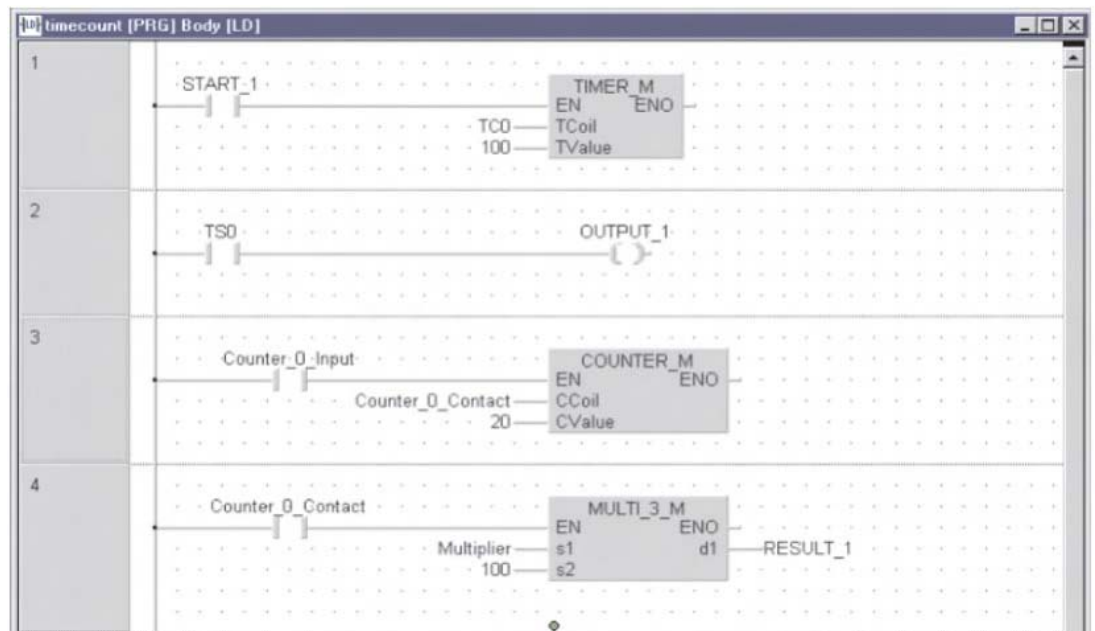 timecount [PRG] Body [LD]
1
START_1
TIMER_M
EN ENO
TC0 TCoil
100 TValue
2
TS0
OUTPUT_1
3
Counter_0_Input
COUNTER_M
EN ENO
Counter_0_Contact CCoil
20 CValue
4
Counter_0_Contact
MULTI_3_M
EN ENO
Multiplier s1 d1 RESULT_1
100 s2